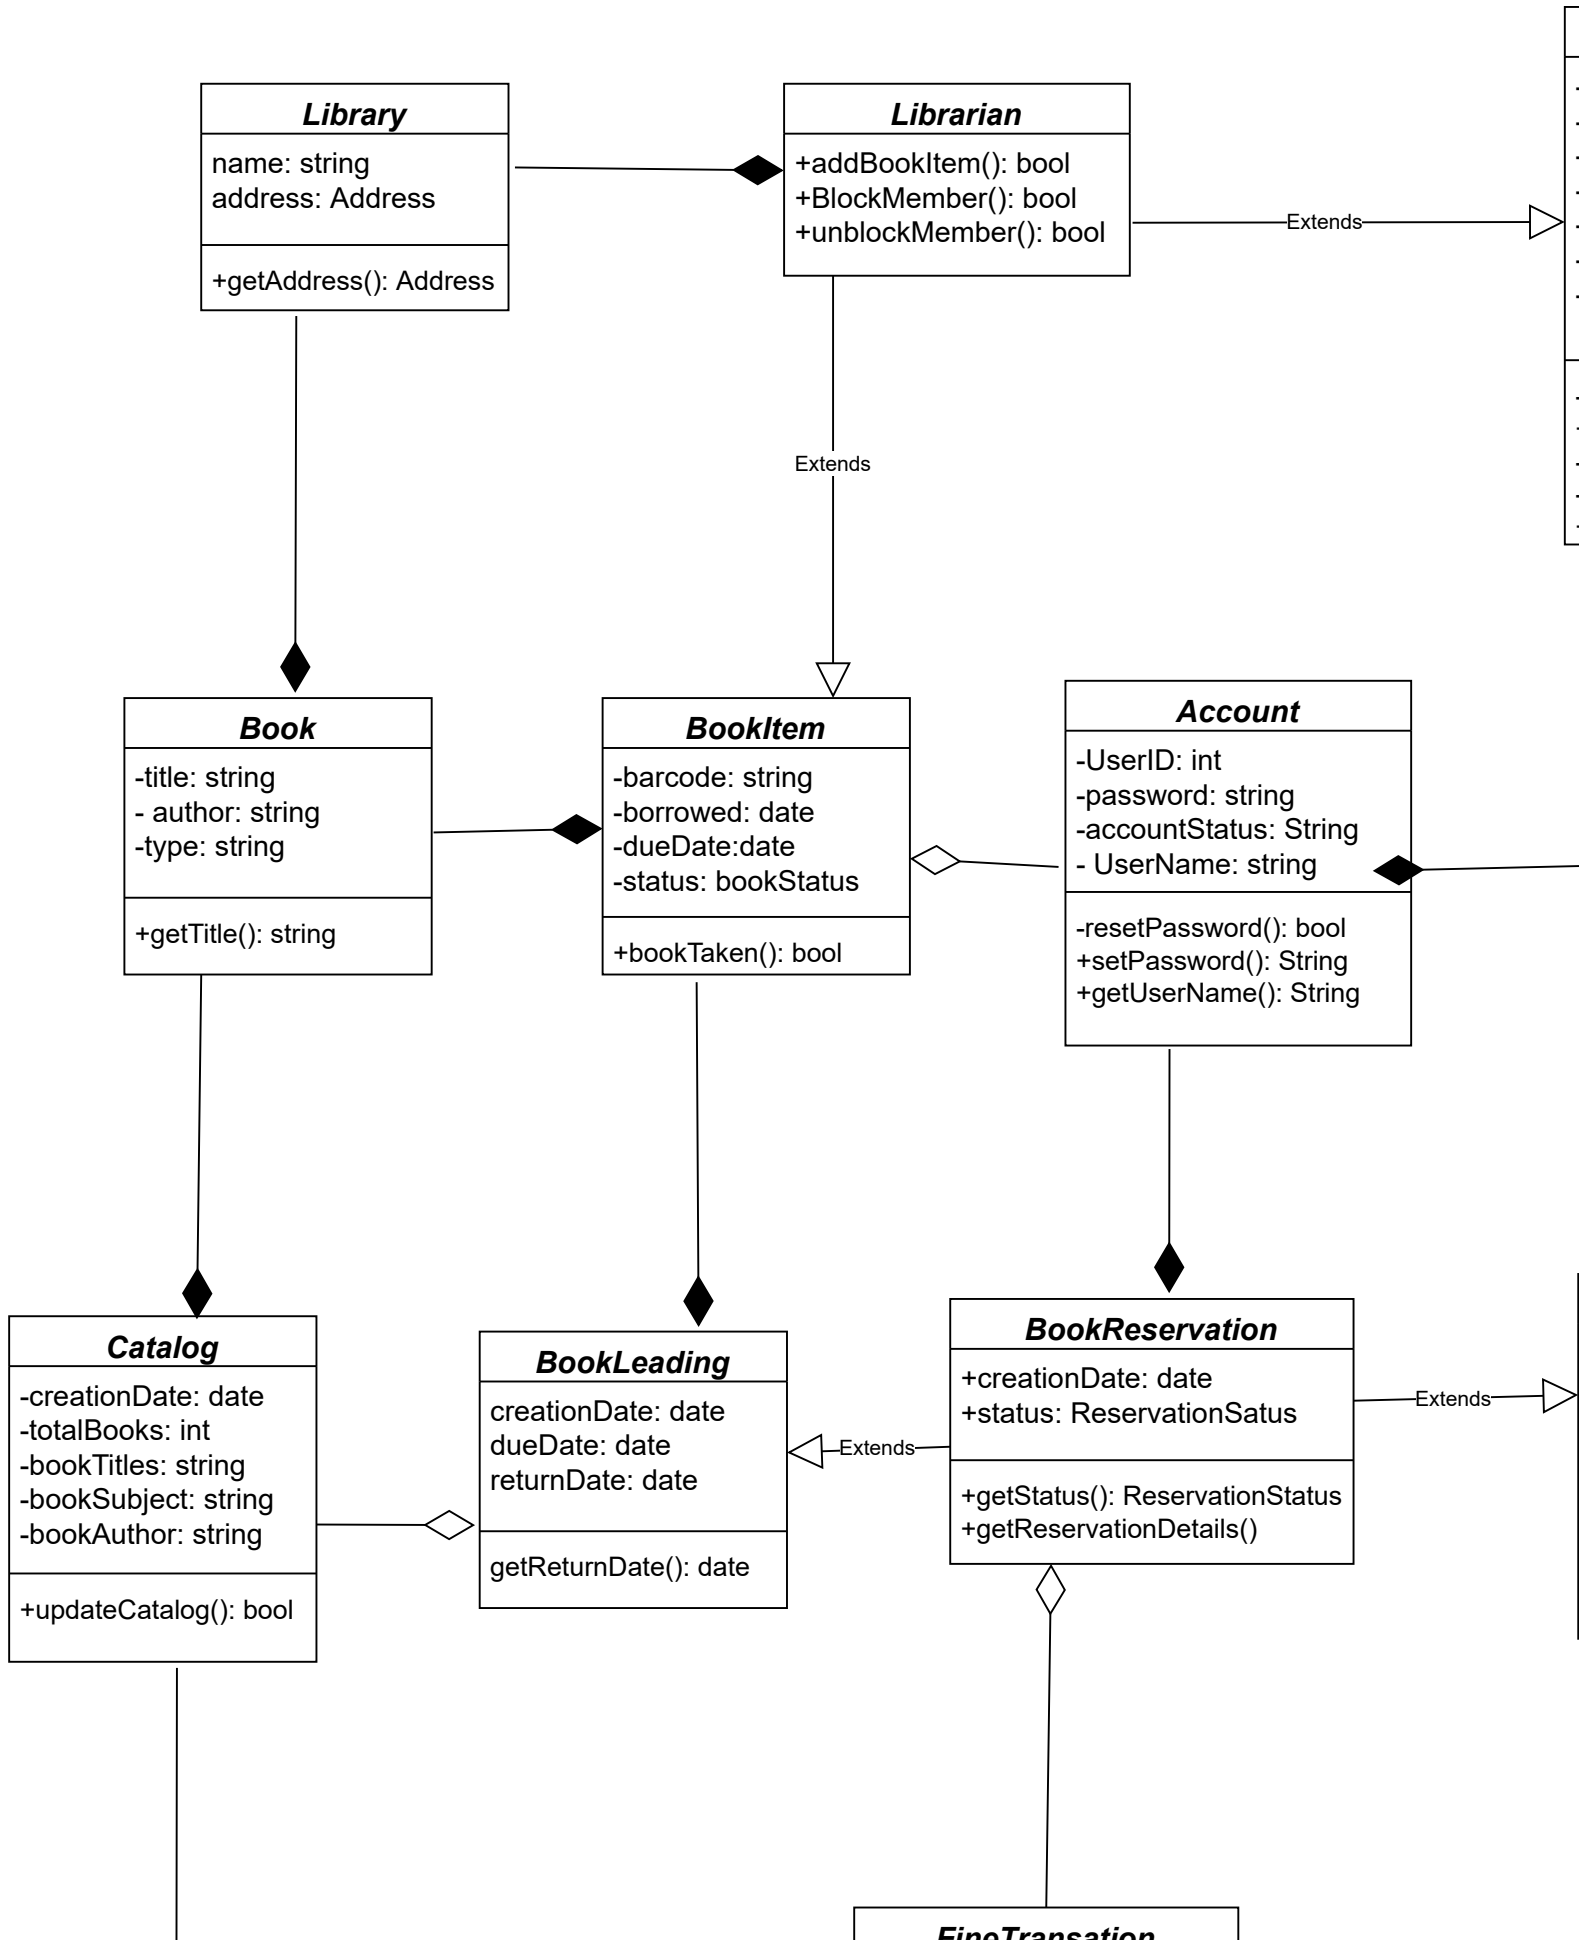 Library
name: string
address: Address
+getAddress(): Address
Librarian
+addBookItem(): bool
+BlockMember(): bool
+unblockMember(): bool
Extends
Extends
Book
-title: string
- author: string
-type: string
+getTitle(): string
BookItem
-barcode: string
-borrowed: date
-dueDate:date
-status: bookStatus
+bookTaken(): bool
Account
-UserID: int
-password: string
-accountStatus: String
- UserName: string
-resetPassword(): bool
+setPassword(): String
+getUserName(): String
Catalog
-creationDate: date
-totalBooks: int
-bookTitles: string
-bookSubject: string
-bookAuthor: string
+updateCatalog(): bool
BookLeading
creationDate: date
dueDate: date
returnDate: date
getReturnDate(): date
Extends
BookReservation
+creationDate: date
+status: ReservationSatus
+getStatus(): ReservationStatus
+getReservationDetails()
Extends
FineTransation